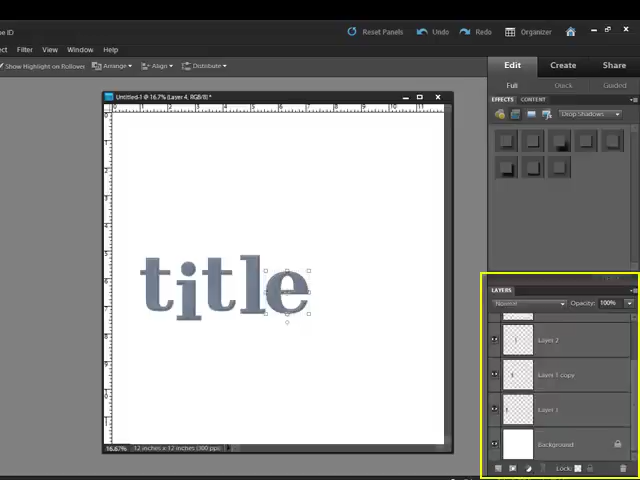 e ID
Reset Panels Undo Redo Organizer
ct Filter View Window Help
Show Highlight on Rollover Arrange Align Distribute
Edit Create Share
Full Quick Guided
EFFECTS CONTENT
Drop Shadows
Untitled-1 @ 16.7% (Layer 4, RGB/8) *
title
LAYERS
Normal Opacity: 100%
Layer 2
Layer 1 copy
Layer 1
Background
Lock:
16.67% 12 inches x 12 inches (300 ppi)